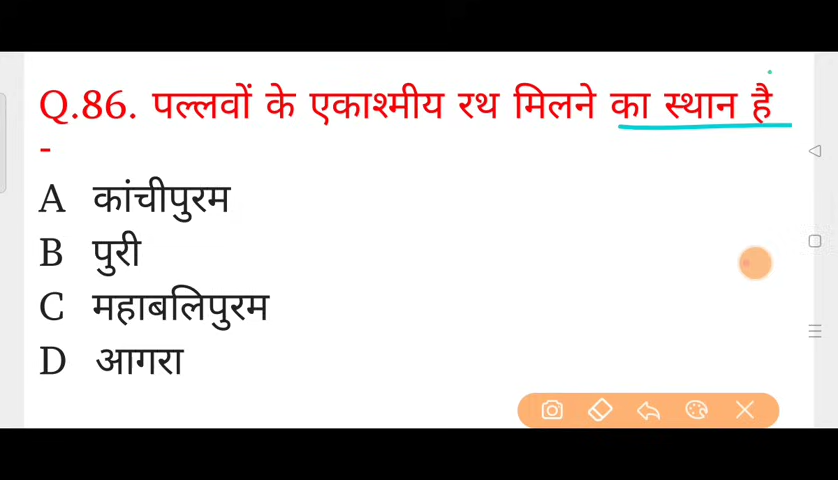 Q.86. पल्लवों के एकाश्मीय रथ मिलने का स्थान है
-
A कांचीपुरम
B पुरी
C महाबलिपुरम
D आगरा